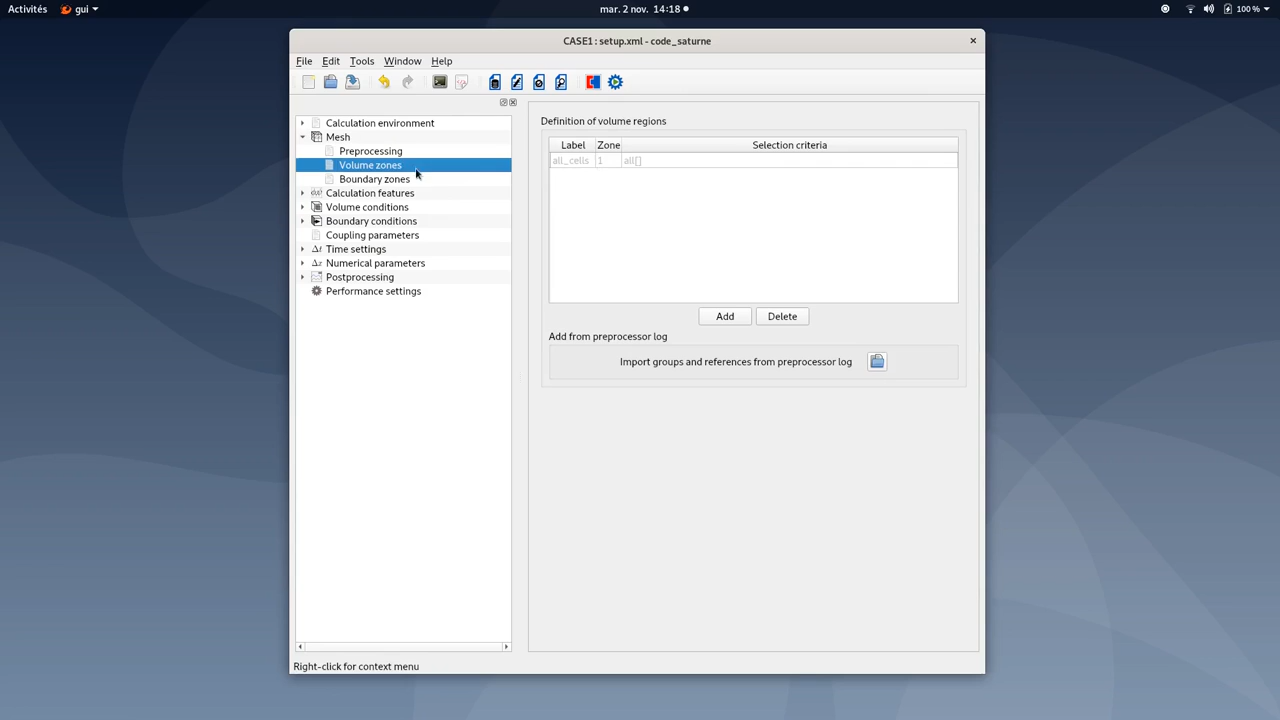 Activités gui mar. 2 nov. 14:18 100 %
CASE1 : setup.xml - code_saturne
File Edit Tools Window Help
Calculation environment
Mesh
Preprocessing
Volume zones
Boundary zones
Calculation features
Volume conditions
Boundary conditions
Coupling parameters
Δt Time settings
Δx Numerical parameters
Postprocessing
Performance settings
Definition of volume regions
Label Zone Selection criteria
all_cells 1 all[]
Add Delete
Add from preprocessor log
Import groups and references from preprocessor log
Right-click for context menu